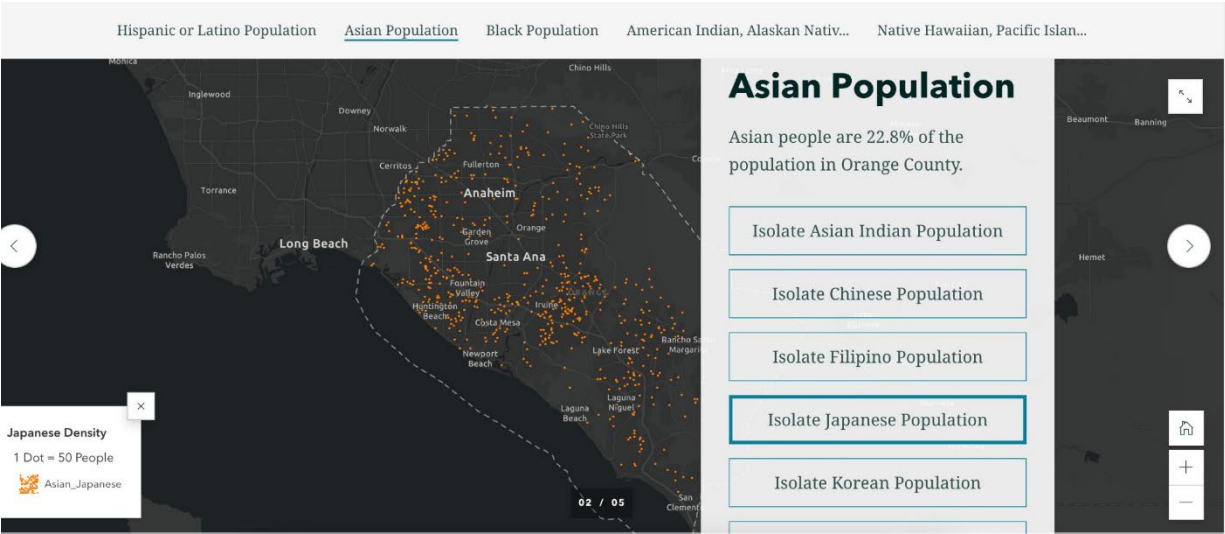 Hispanic or Latino Population
Asian Population
Black Population
American Indian, Alaskan Nativ...
Native Hawaiian, Pacific Islan...
Monica
Inglewood
Downey
Norwalk
Chino Hills
Chino Hills
State Park
Cerritos
Fullerton
Torrance
Anaheim
Garden
Grove
Orange
Long Beach
Santa Ana
Rancho Palos
Verdes
Fountain
Valley
ORANGE
Huntington
Beach
Irvine
Costa Mesa
Newport
Beach
Lake Forest
Rancho Sa
Margari
Laguna
Niguel
Laguna
Beach
San
Clement
Beaumont
Banning
Hemet
Asian Population
Asian people are 22.8% of the
population in Orange County.
Isolate Asian Indian Population
Isolate Chinese Population
Isolate Filipino Population
Isolate Japanese Population
Isolate Korean Population
Japanese Density
1 Dot = 50 People
Asian_Japanese
02 / 05